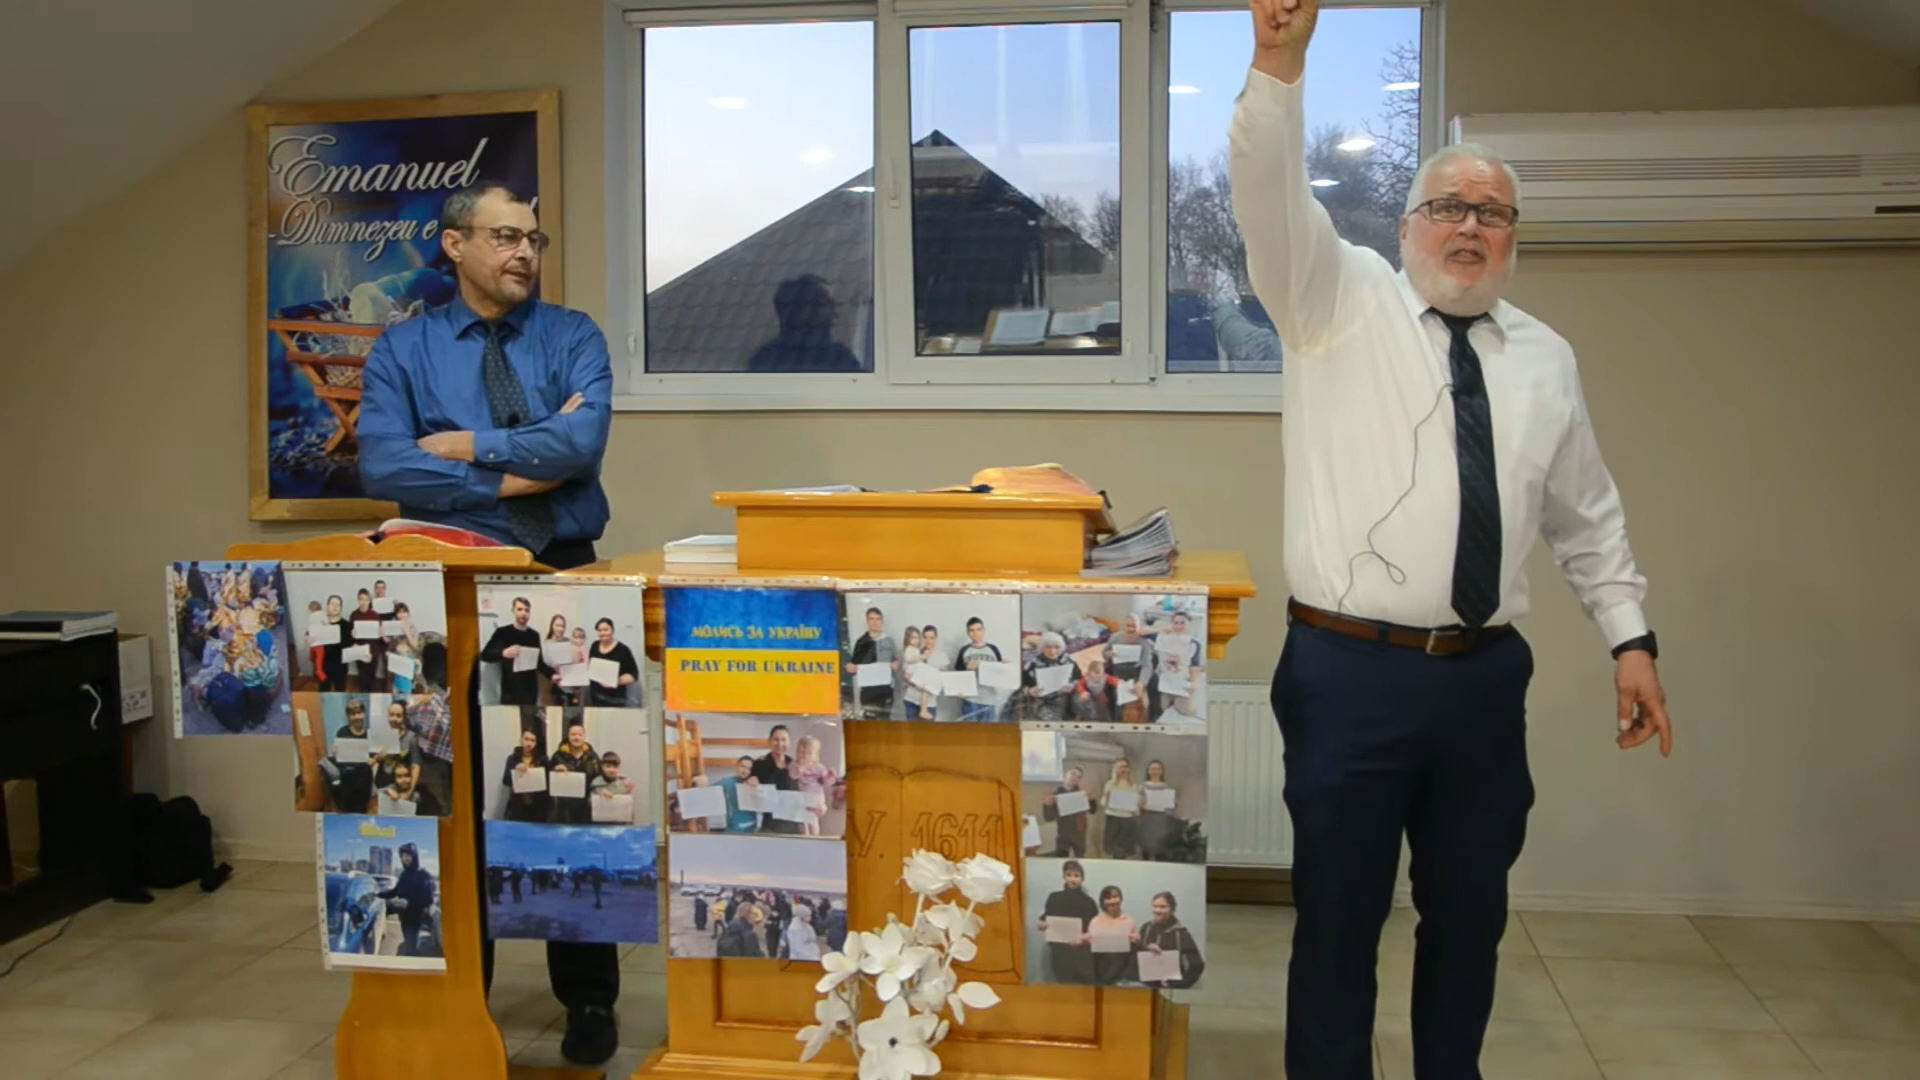 Emanuel
-Dumnezeu e
МОЛИСЬ ЗА УКРАЇНУ
PRAY FOR UKRAINE
V. 1611